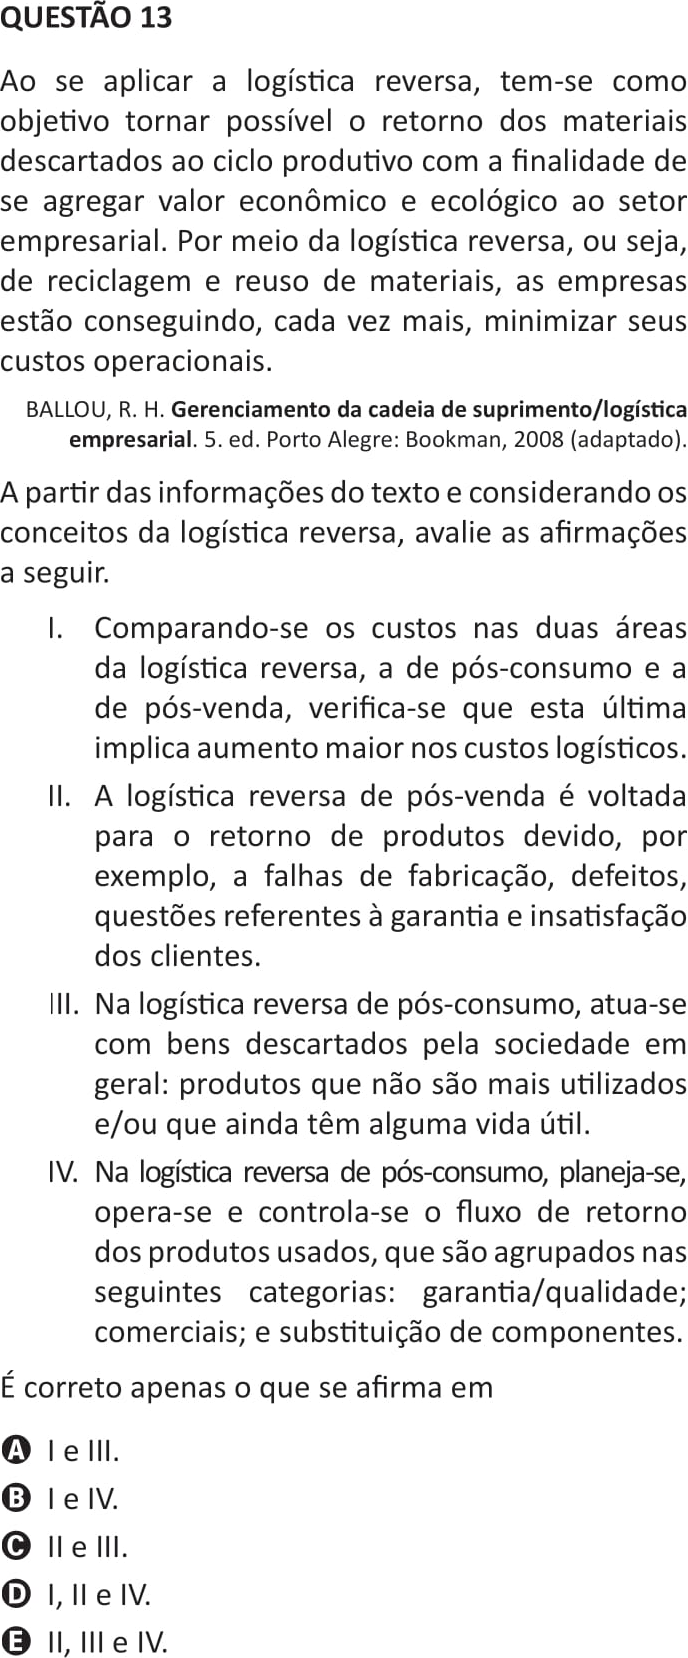 QUESTÃO 13
Ao se aplicar a logística reversa, tem-se como
objetivo tornar possível o retorno dos materiais
descartados ao ciclo produtivo com a finalidade de
se agregar valor econômico e ecológico ao setor
empresarial. Por meio da logística reversa, ou seja,
de reciclagem e reuso de materiais, as empresas
estão conseguindo, cada vez mais, minimizar seus
custos operacionais.
BALLOU, R. H. Gerenciamento da cadeia de suprimento/logística
empresarial. 5. ed. Porto Alegre: Bookman, 2008 (adaptado).
A partir das informações do texto e considerando os
conceitos da logística reversa, avalie as afirmações
a seguir.
I. Comparando-se os custos nas duas áreas
da logística reversa, a de pós-consumo e a
de pós-venda, verifica-se que esta última
implica aumento maior nos custos logísticos.
II. A logística reversa de pós-venda é voltada
para o retorno de produtos devido, por
exemplo, a falhas de fabricação, defeitos,
questões referentes à garantia e insatisfação
dos clientes.
III. Na logística reversa de pós-consumo, atua-se
com bens descartados pela sociedade em
geral: produtos que não são mais utilizados
e/ou que ainda têm alguma vida útil.
IV. Na logística reversa de pós-consumo, planeja-se,
opera-se e controla-se o fluxo de retorno
dos produtos usados, que são agrupados nas
seguintes categorias: garantia/qualidade;
comerciais; e substituição de componentes.
É correto apenas o que se afirma em
A I e III.
B I e IV.
C II e III.
D I, II e IV.
E II, III e IV.